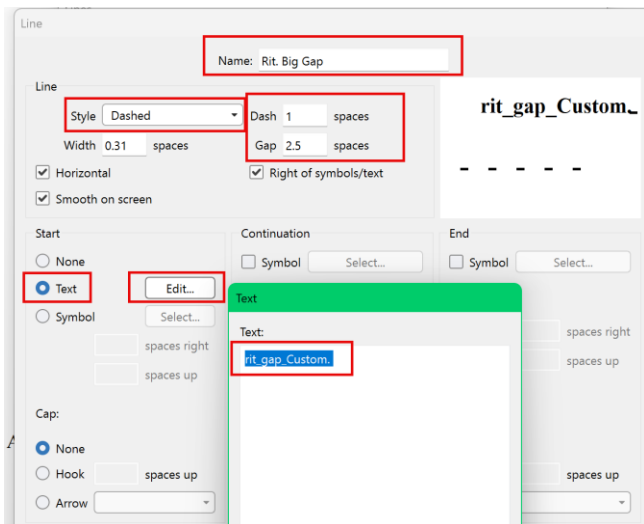 Line
Name: Rit. Big Gap
Line
Style Dashed Dash 1 spaces
Width 0.31 spaces Gap 2.5 spaces
Horizontal Right of symbols/text
Smooth on screen
rit_gap_Custom.
Start Continuation End
None Symbol Select... Symbol Select...
Text Edit...
Symbol Select...
spaces right
spaces up
Text
Text:
rit_gap_Custom.
spaces right
spaces up
Cap:
None
Hook spaces up
Arrow
spaces up